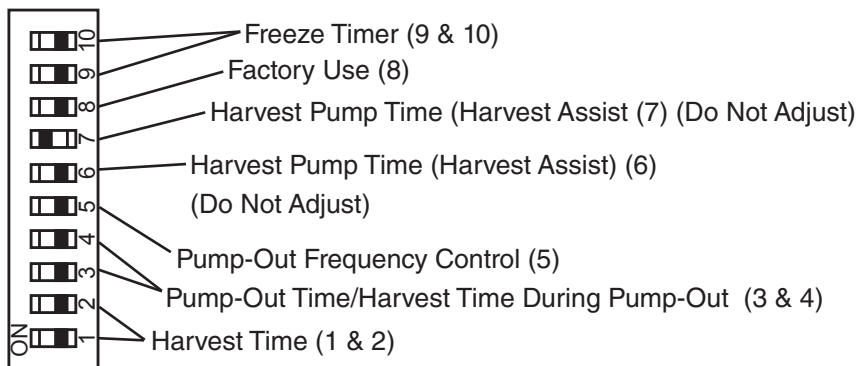 10
Freeze Timer (9 & 10)
9
Factory Use (8)
8
Harvest Pump Time (Harvest Assist (7) (Do Not Adjust)
7
Harvest Pump Time (Harvest Assist) (6)
6
(Do Not Adjust)
5
Pump-Out Frequency Control (5)
4
Pump-Out Time/Harvest Time During Pump-Out (3 & 4)
3
2
Harvest Time (1 & 2)
1
ON